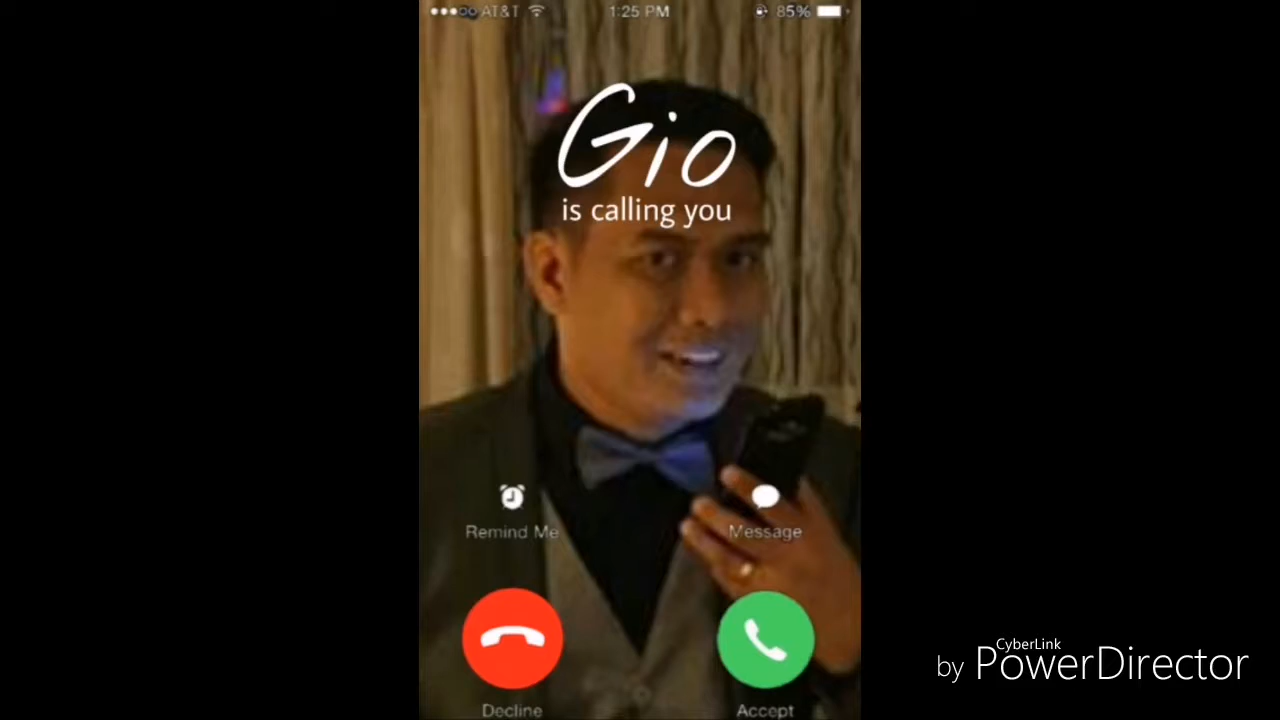 AT&T 1:25 PM 85%
Gio
is calling you
Remind Me Message
Decline Accept
CyberLink
by PowerDirector